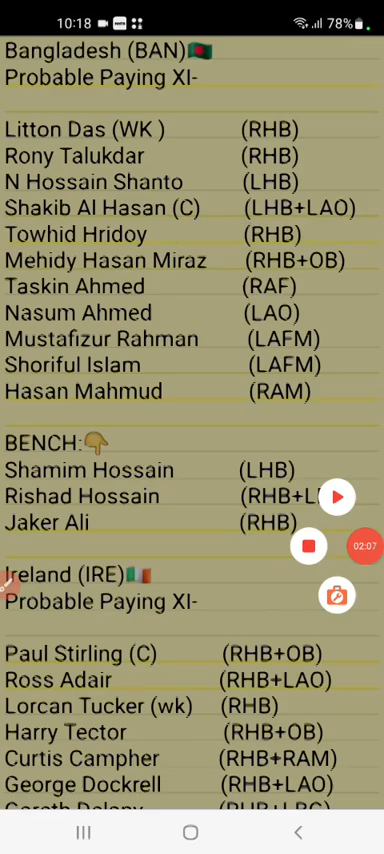 10:18
78%
Bangladesh (BAN)🇧🇩
Probable Paying XI-
Litton Das (WK ) (RHB)
Rony Talukdar (RHB)
N Hossain Shanto (LHB)
Shakib Al Hasan (C) (LHB+LAO)
Towhid Hridoy (RHB)
Mehidy Hasan Miraz (RHB+OB)
Taskin Ahmed (RAF)
Nasum Ahmed (LAO)
Mustafizur Rahman (LAFM)
Shoriful Islam (LAFM)
Hasan Mahmud (RAM)
BENCH:👇
Shamim Hossain (LHB)
Rishad Hossain (RHB+L
Jaker Ali (RHB)
02:07
Ireland (IRE)🇮🇪
Probable Paying XI-
Paul Stirling (C) (RHB+OB)
Ross Adair (RHB+LAO)
Lorcan Tucker (wk) (RHB)
Harry Tector (RHB+OB)
Curtis Campher (RHB+RAM)
George Dockrell (RHB+LAO)